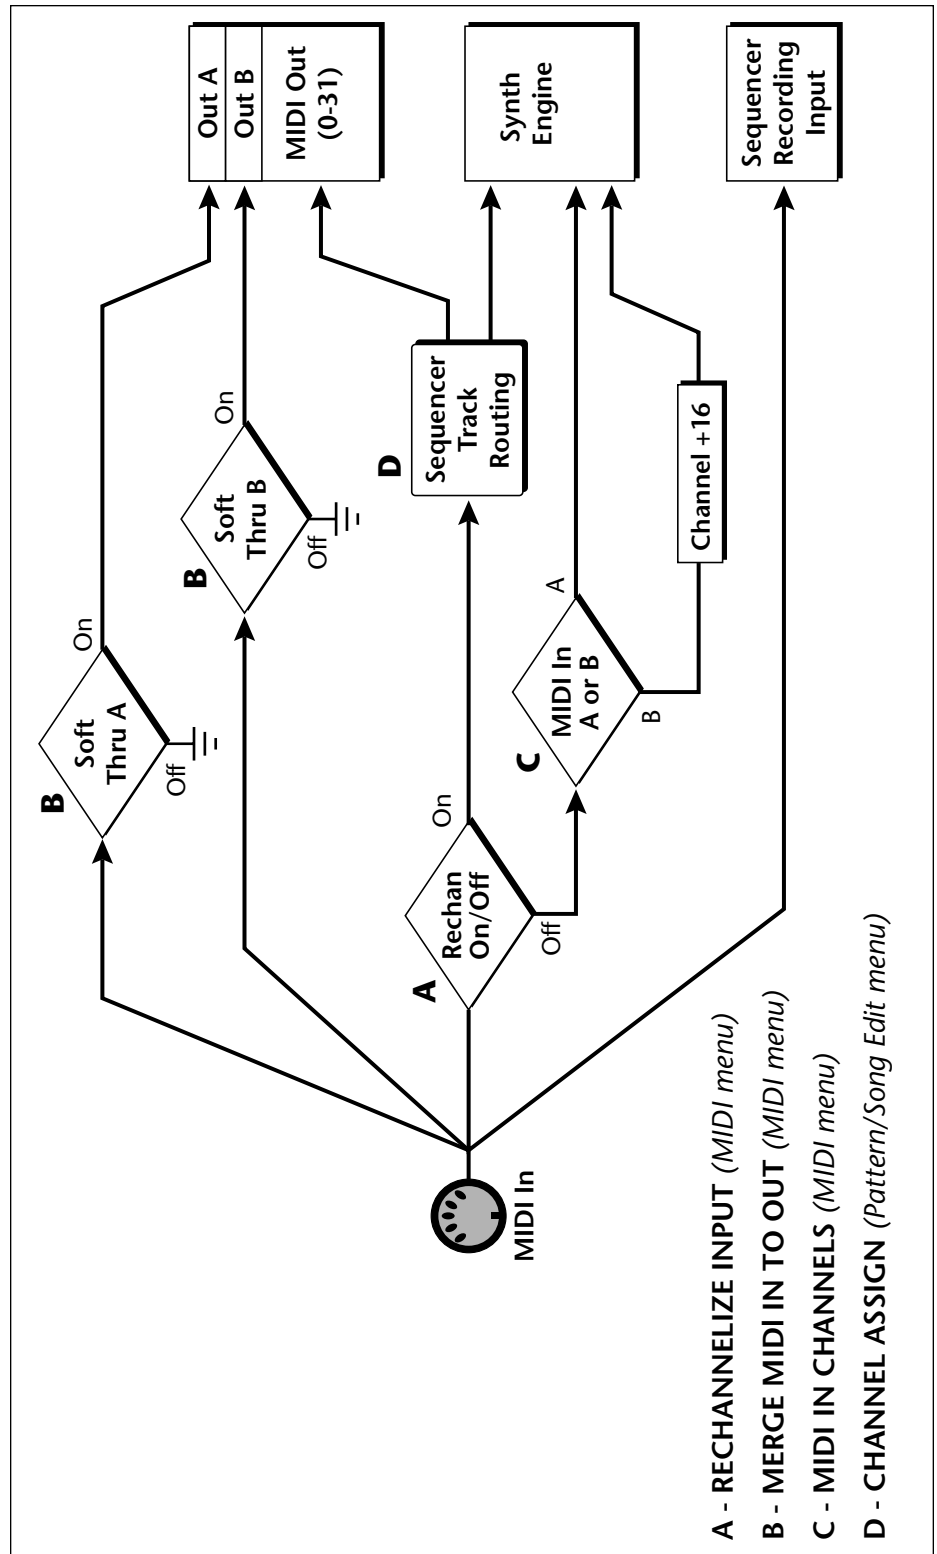 Out A
Out B
MIDI Out
(0-31)
Synth
Engine
Sequencer
Recording
Input
On
B
Soft
Thru A
Off
On
B
Soft
Thru B
Off
D
Sequencer
Track
Routing
A
C
MIDI In
A or B
B
Channel +16
On
A
Rechan
On/Off
Off
MIDI In
A - RECHANNELIZE INPUT (MIDI menu)
B - MERGE MIDI IN TO OUT (MIDI menu)
C - MIDI IN CHANNELS (MIDI menu)
D - CHANNEL ASSIGN (Pattern/Song Edit menu)